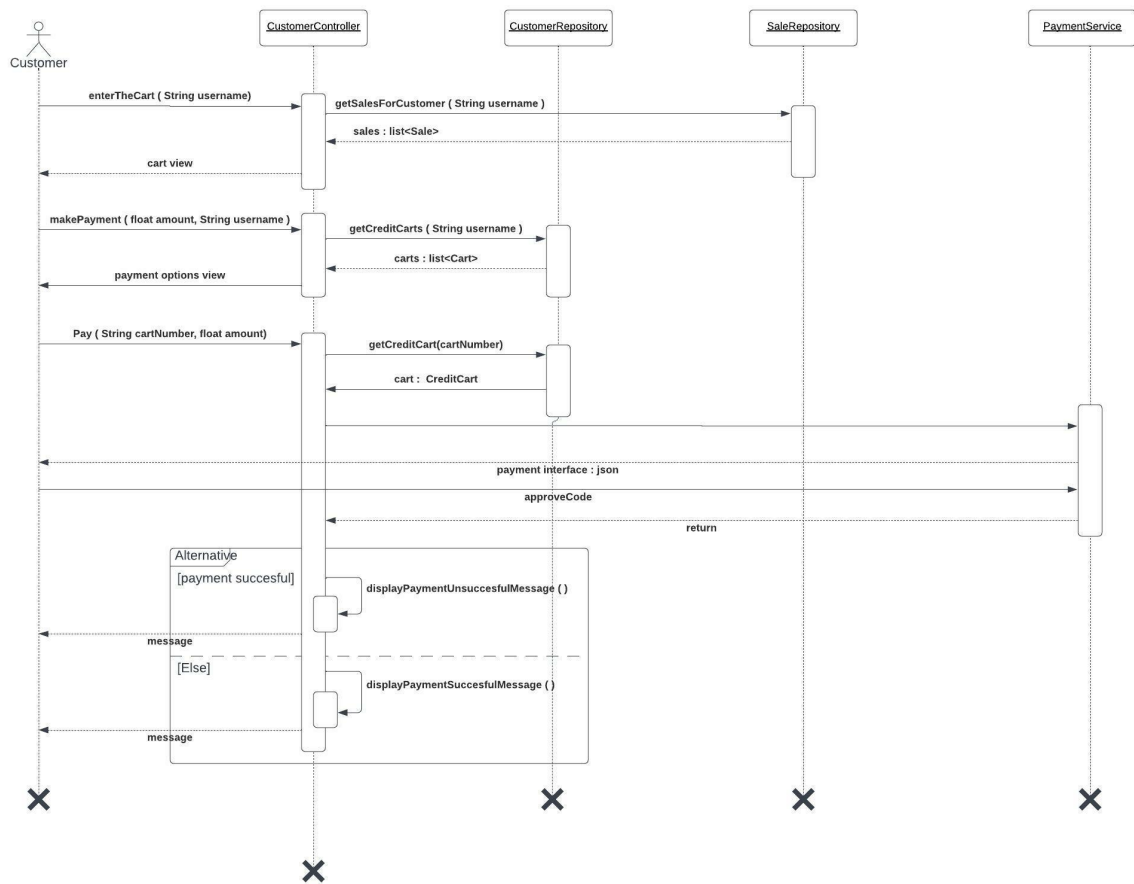 CustomerController
CustomerRepository
SaleRepository
PaymentService
Customer
enterTheCart ( String username)
getSalesForCustomer ( String username )
sales : list<Sale>
cart view
makePayment ( float amount, String username )
getCreditCarts ( String username )
carts : list<Cart>
payment options view
Pay ( String cartNumber, float amount)
getCreditCart(cartNumber)
cart :  CreditCart
payment interface : json
approveCode
return
Alternative
[payment succesful]
displayPaymentUnsuccesfulMessage ( )
message
[Else]
displayPaymentSuccesfulMessage ( )
message